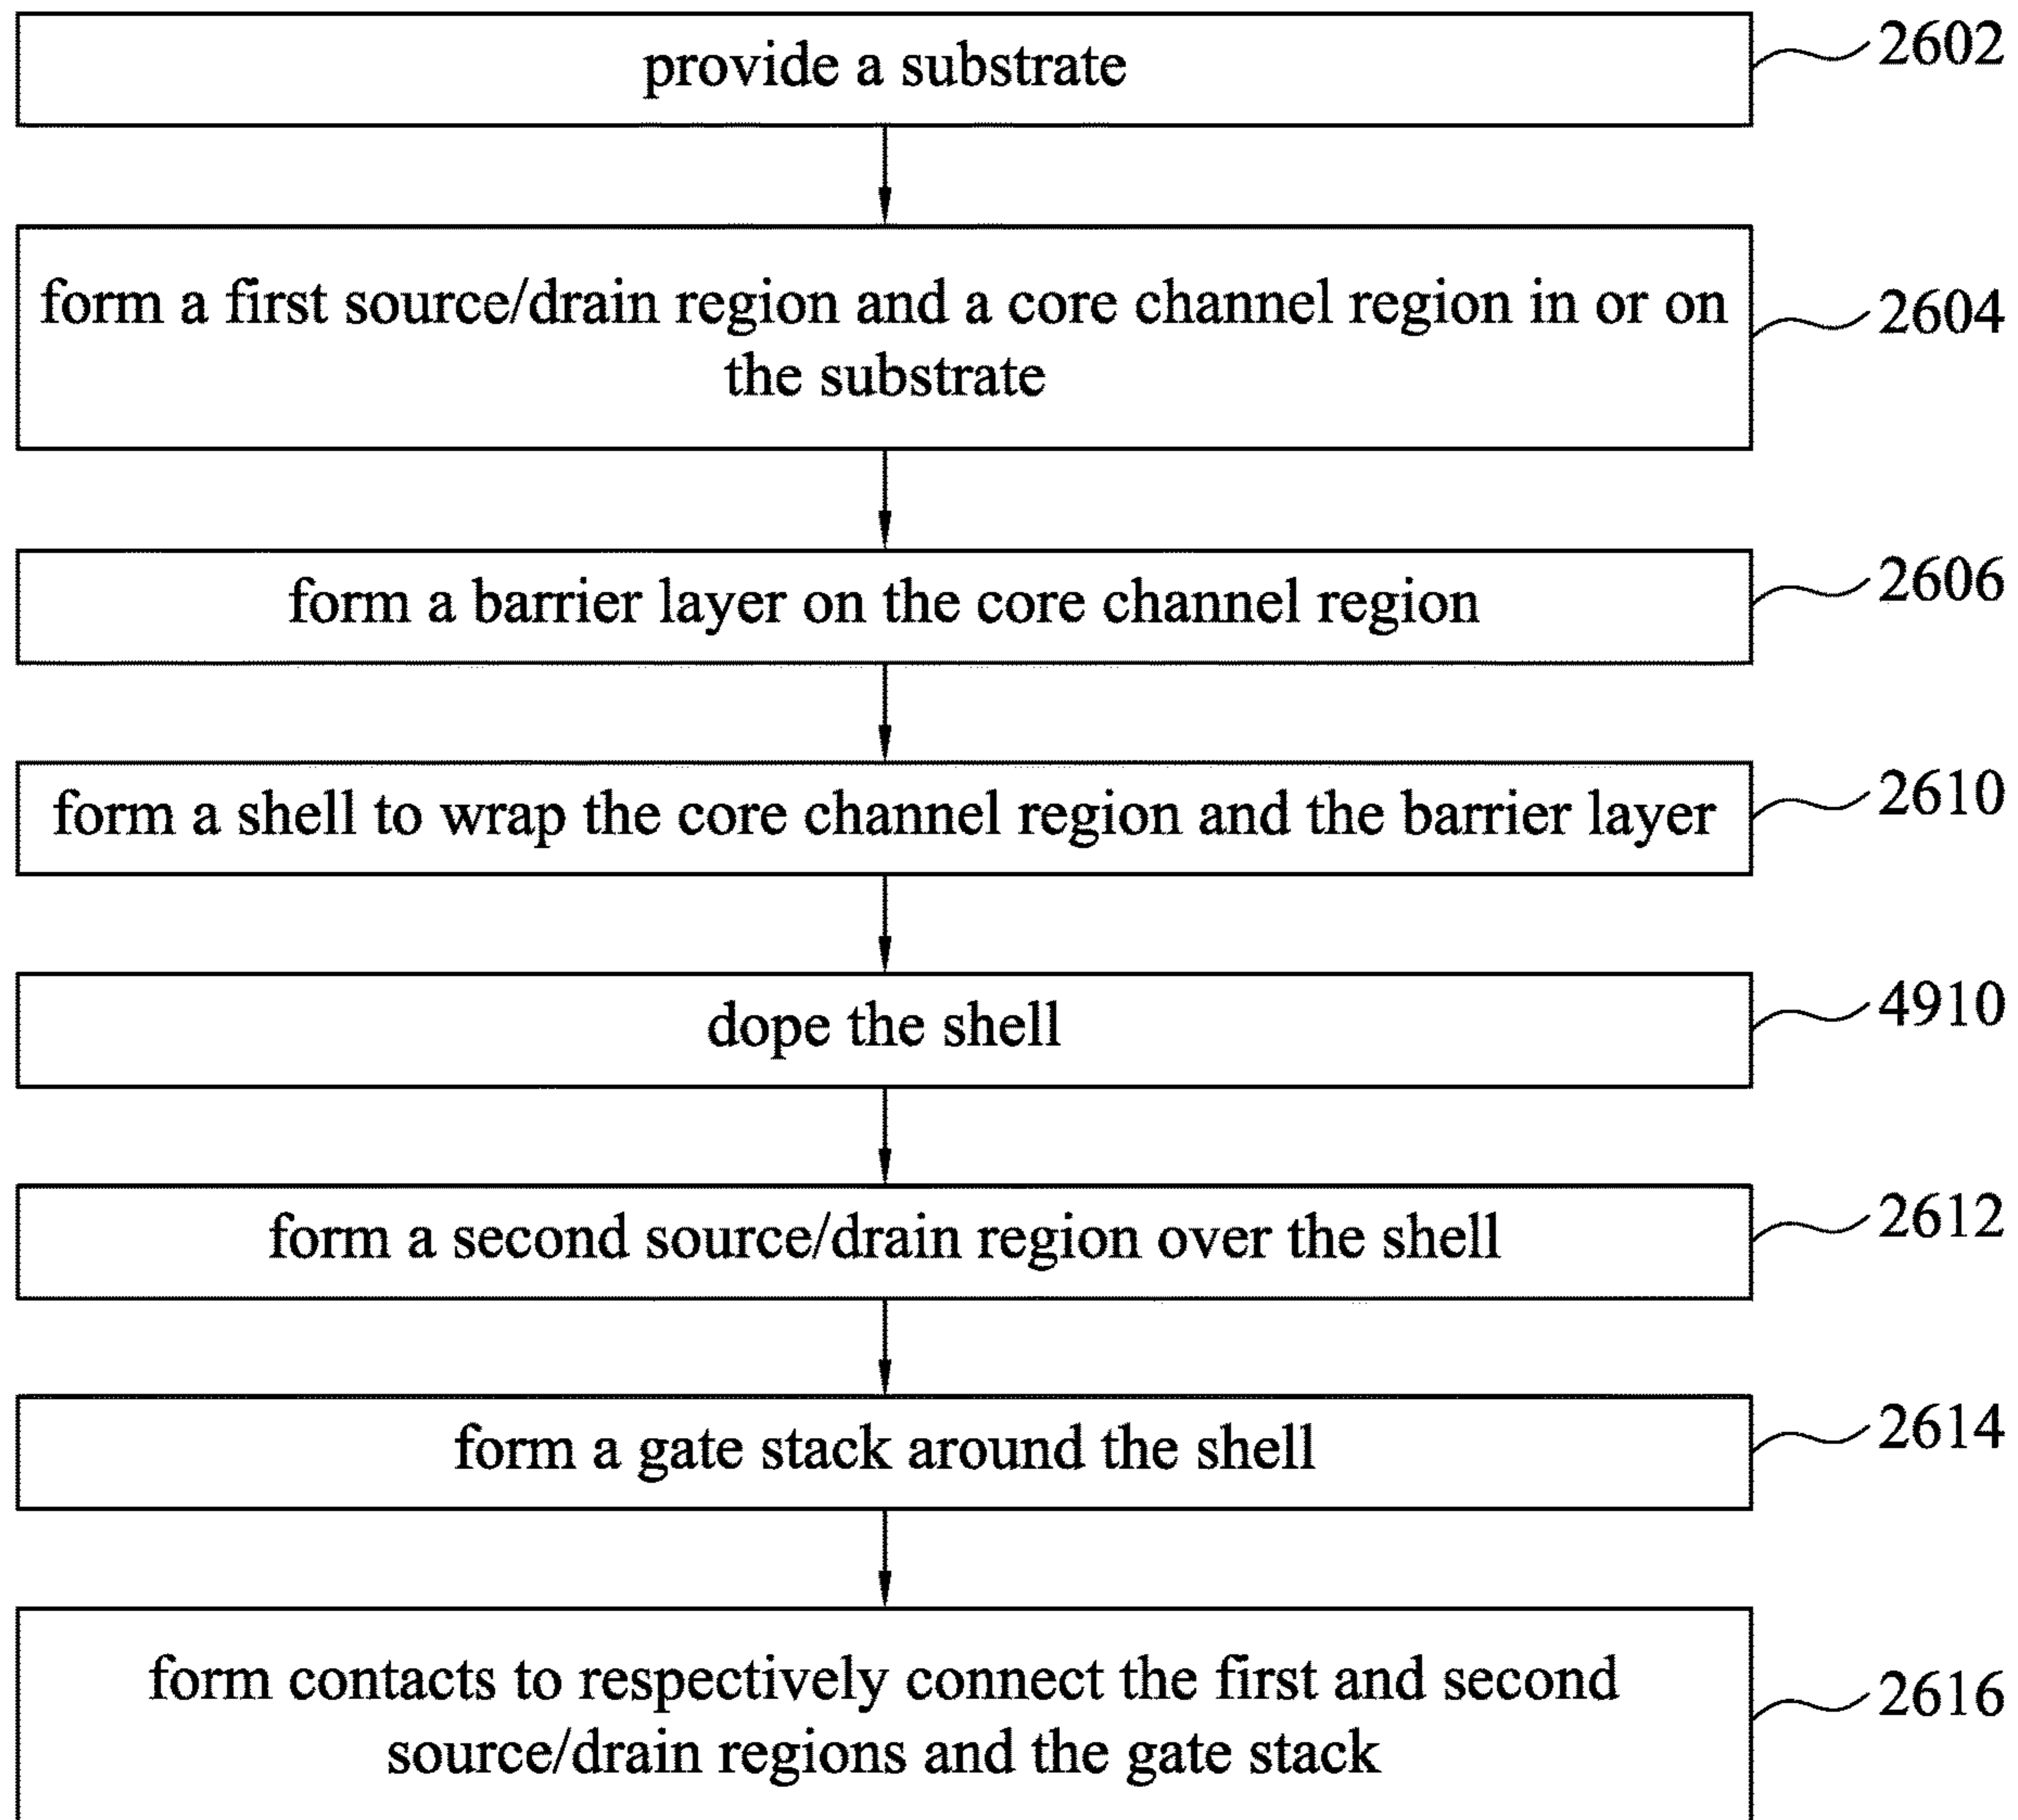 provide a substrate
2602
form a first source/drain region and a core channel region in or on
the substrate
2604
form a barrier layer on the core channel region
2606
form a shell to wrap the core channel region and the barrier layer
2610
dope the shell
4910
form a second source/drain region over the shell
2612
form a gate stack around the shell
2614
form contacts to respectively connect the first and second
source/drain regions and the gate stack
2616